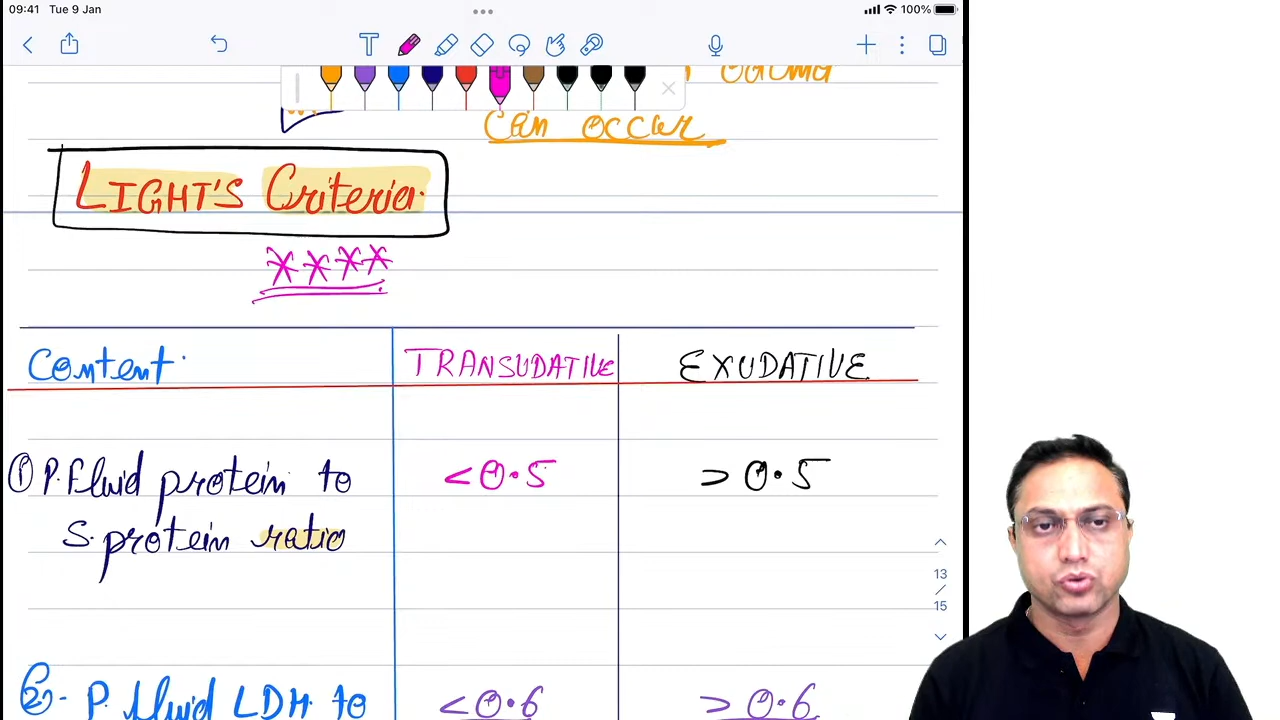 09:41 Tue 9 Jan
100%
T
Can occur
LIGHT'S Criteria.
****
Content
TRANSUDATIVE
EXUDATIVE
① P. Fluid protein to
<0.5
>0.5
S. protein ratio
13
/
15
②- P. fluid LDH to
<0.6
>0.6